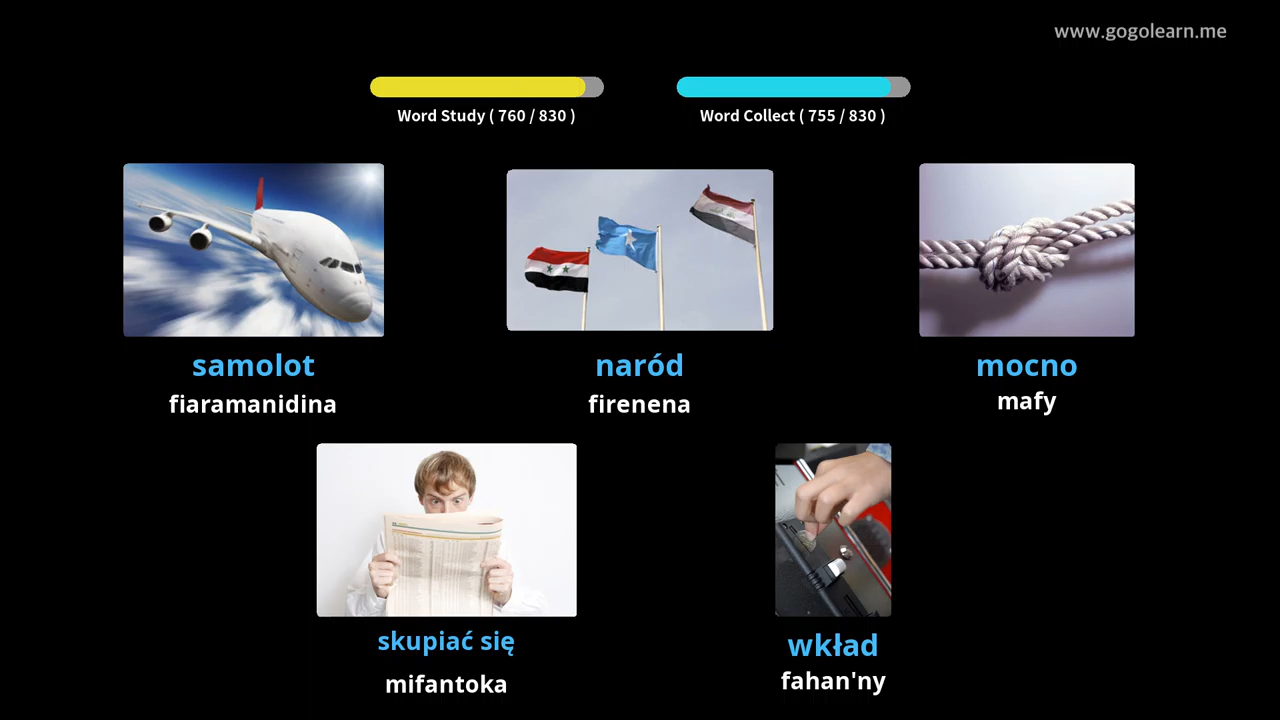 www.gogolearn.me
Word Study ( 760 / 830 )
Word Collect ( 755 / 830 )
samolot
fiaramanidina
naród
firenena
mocno
mafy
skupiać się
mifantoka
wkład
fahan'ny